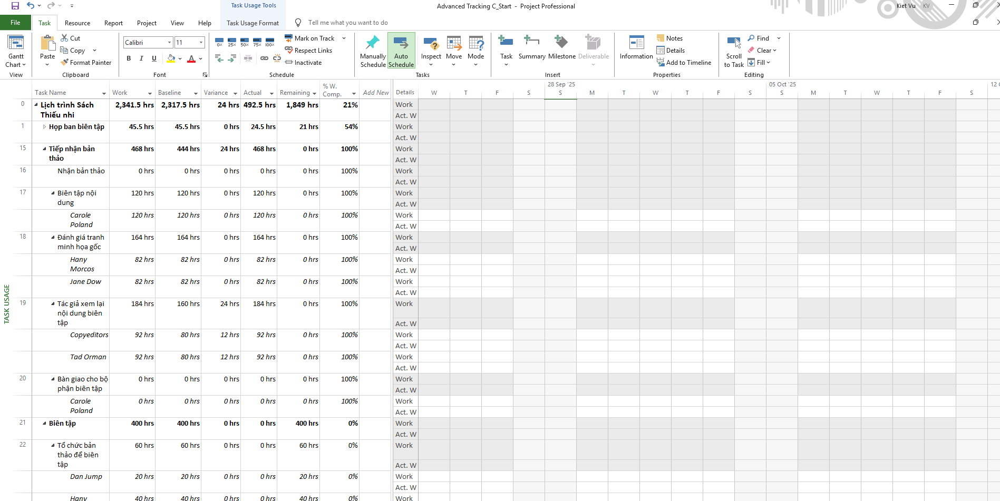 Task Usage Tools
Advanced Tracking C_Start - Project Professional
Kiet Vu KV
File Task Resource Report Project View Help Task Usage Format Tell me what you want to do
Gantt Chart
View
Paste
Cut
Copy
Format Painter
Clipboard
Calibri 11
B I U A
Font
0% 25% 50% 75% 100%
Mark on Track
Respect Links
Inactivate
Schedule
Manually Schedule
Auto Schedule
Inspect
Move
Mode
Tasks
Task
Summary
Milestone
Deliverable
Insert
Information
Notes
Details
Add to Timeline
Properties
Scroll to Task
Find
Clear
Fill
Editing
28 Sep '25 05 Oct '25 12 O
Task Name Work Baseline Variance Actual Remaining % W. Comp. Add New Details W T F S S M T W T F S S M T W T F S
0 Lịch trình Sách 2,341.5 hrs 2,317.5 hrs 24 hrs 492.5 hrs 1,849 hrs 21% Work
Thiếu nhi Act. W
1 Họp ban biên tập 45.5 hrs 45.5 hrs 0 hrs 24.5 hrs 21 hrs 54% Work
Act. W
15 Tiếp nhận bản 468 hrs 444 hrs 24 hrs 468 hrs 0 hrs 100% Work
thảo Act. W
16 Nhận bản thảo 0 hrs 0 hrs 0 hrs 0 hrs 0 hrs 100% Work
Act. W
17 Biên tập nội 120 hrs 120 hrs 0 hrs 120 hrs 0 hrs 100% Work
dung Act. W
Carole 120 hrs 120 hrs 0 hrs 120 hrs 0 hrs 100% Work
Poland Act. W
18 Đánh giá tranh 164 hrs 164 hrs 0 hrs 164 hrs 0 hrs 100% Work
minh họa gốc Act. W
Hany 82 hrs 82 hrs 0 hrs 82 hrs 0 hrs 100% Work
Morcos Act. W
Jane Dow 82 hrs 82 hrs 0 hrs 82 hrs 0 hrs 100% Work
Act. W
19 Tác giả xem lại 184 hrs 160 hrs 24 hrs 184 hrs 0 hrs 100% Work
nội dung biên
tập Act. W
Copyeditors 92 hrs 80 hrs 12 hrs 92 hrs 0 hrs 100% Work
Act. W
Tad Orman 92 hrs 80 hrs 12 hrs 92 hrs 0 hrs 100% Work
Act. W
20 Bàn giao cho bộ 0 hrs 0 hrs 0 hrs 0 hrs 0 hrs 100% Work
phận biên tập Act. W
Carole 0 hrs 0 hrs 0 hrs 0 hrs 0 hrs 100% Work
Poland Act. W
21 Biên tập 400 hrs 400 hrs 0 hrs 0 hrs 400 hrs 0% Work
Act. W
22 Tổ chức bản 60 hrs 60 hrs 0 hrs 0 hrs 60 hrs 0% Work
thảo để biên
tập Act. W
Dan Jump 20 hrs 20 hrs 0 hrs 0 hrs 20 hrs 0% Work
Act. W
Hany 40 hrs 40 hrs 0 hrs 0 hrs 40 hrs 0% Work
TASK USAGE